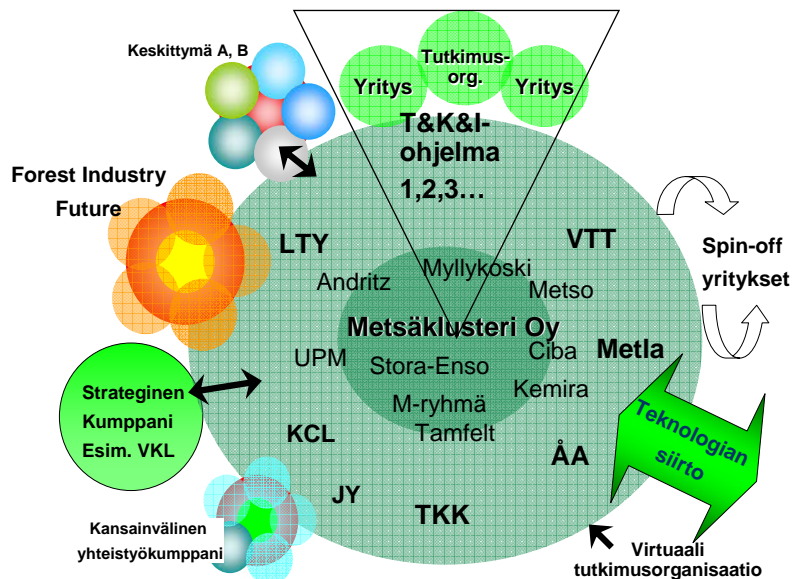 Keskittymä A, B
Yritys
Tutkimus-
org.
Yritys
T&K&I-
ohjelma
1,2,3…
Forest Industry
Future
LTY
VTT
Spin-off
yritykset
Andritz
Myllykoski
Metso
Metsäklusteri Oy
UPM
Stora-Enso
Ciba
Metla
Kemira
M-ryhmä
Tamfelt
Strateginen
Kumppani
Esim. VKL
KCL
Teknologian
siirto
ÅA
JY
TKK
Kansainvälinen
yhteistyökumppani
Virtuaali
tutkimusorganisaatio